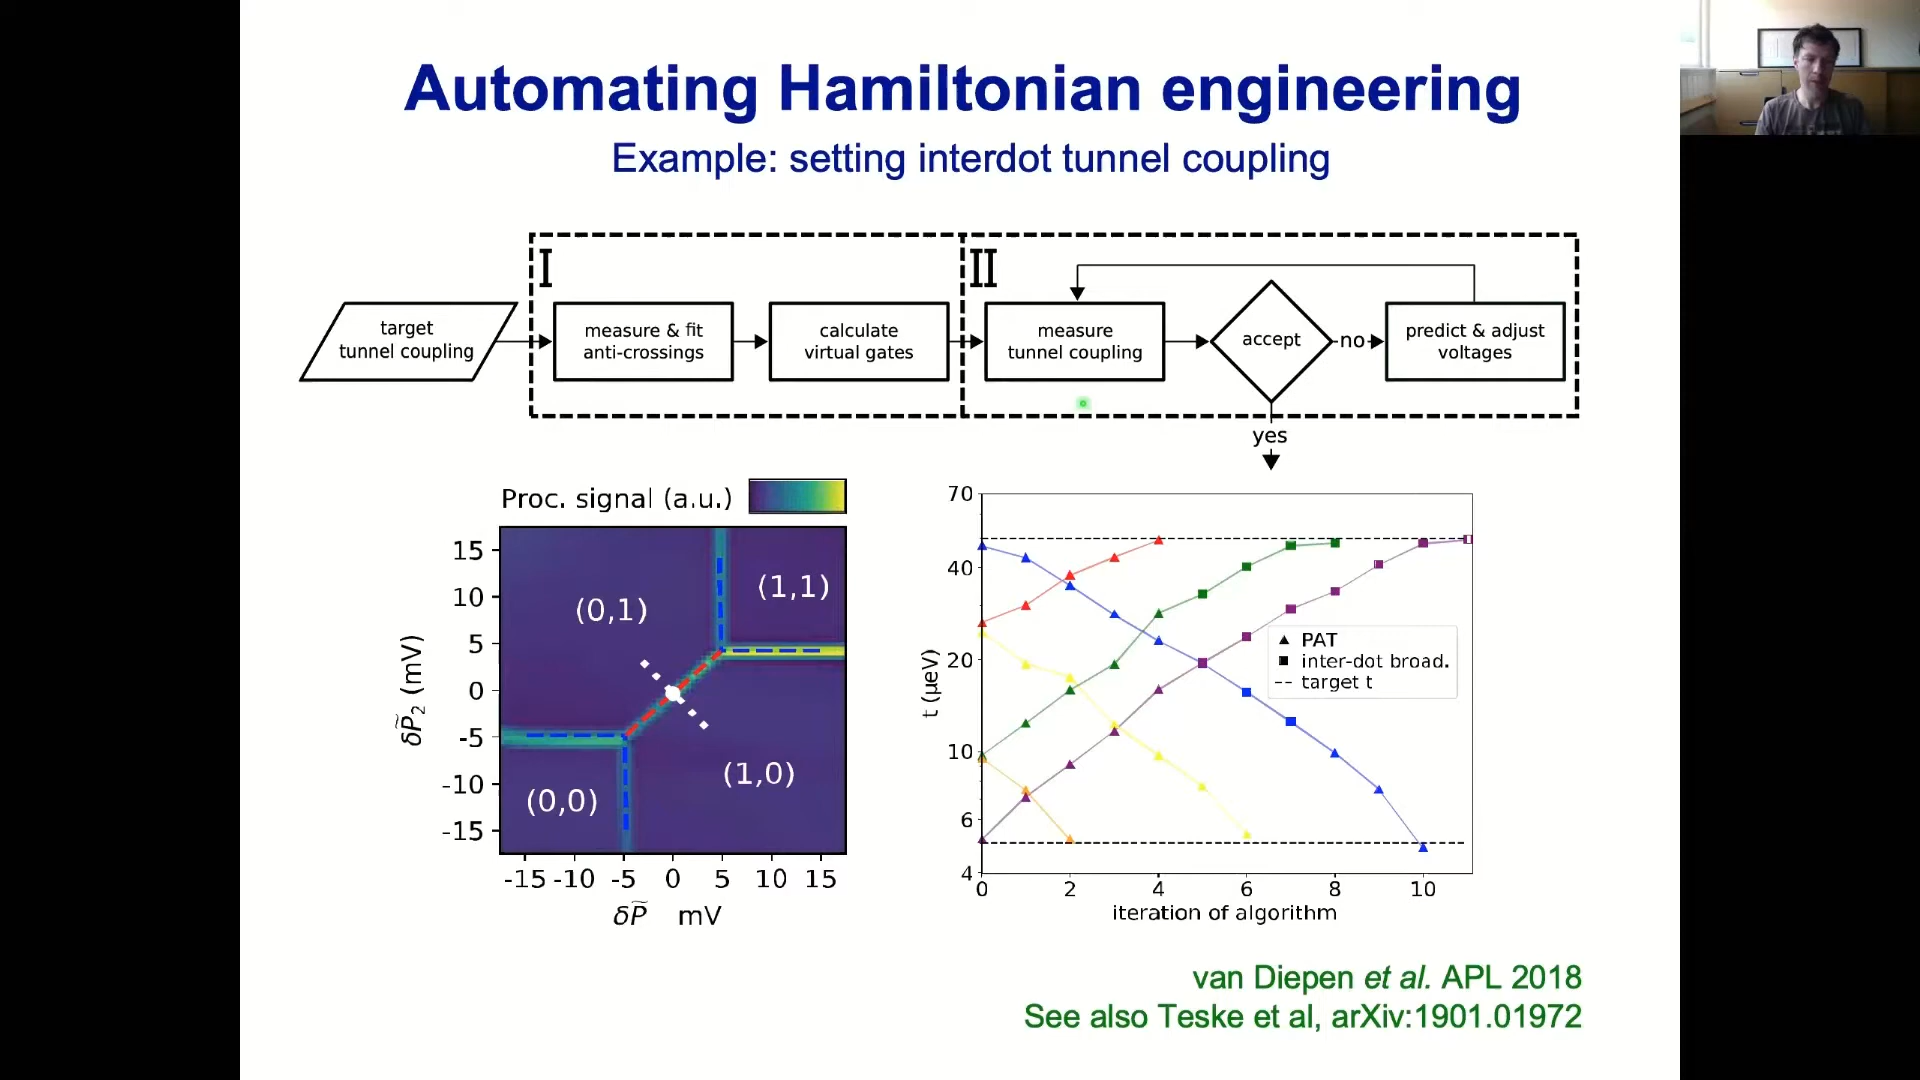 Automating Hamiltonian engineering
Example: setting interdot tunnel coupling
I
II
target
tunnel coupling
measure & fit
anti-crossings
calculate
virtual gates
measure
tunnel coupling
accept
no
predict & adjust
voltages
yes
Proc. signal (a.u.)
15
10
5
0
-5
-10
-15
δP̃₂ (mV)
(0,1)
(1,1)
(0,0)
(1,0)
-15 -10 -5 0 5 10 15
δP̃ mV
70
40
20
10
6
4
t (μeV)
PAT
inter-dot broad.
target t
0 2 4 6 8 10
iteration of algorithm
van Diepen et al. APL 2018
See also Teske et al, arXiv:1901.01972